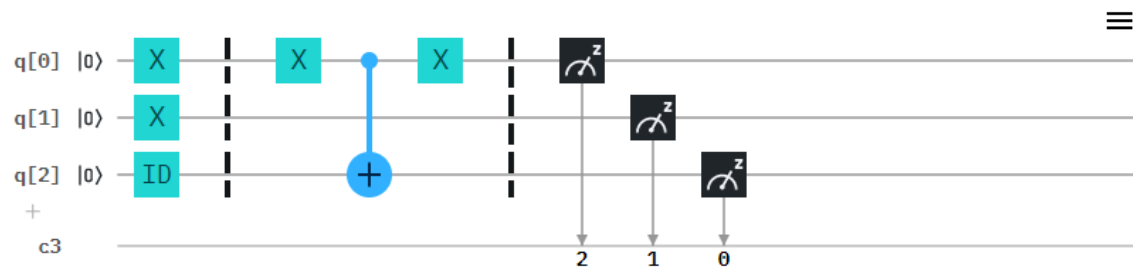 q[0] |0⟩ X X X z
q[1] |0⟩ X z
q[2] |0⟩ ID + z
+
c3 2 1 0